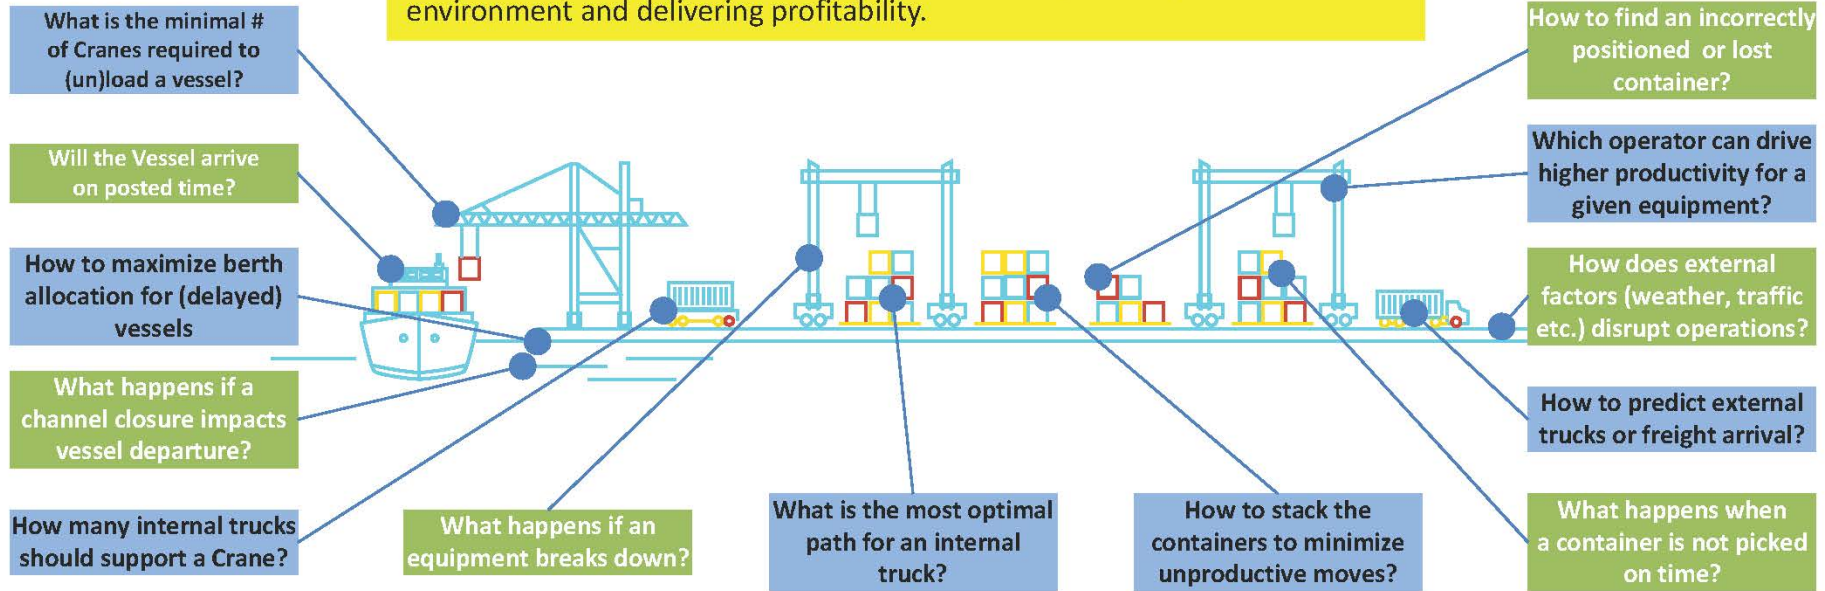 environment and delivering profitability.
What is the minimal #
of Cranes required to
(un)load a vessel?
Will the Vessel arrive
on posted time?
How to maximize berth
allocation for (delayed)
vessels
What happens if a
channel closure impacts
vessel departure?
How many internal trucks
should support a Crane?
What happens if an
equipment breaks down?
What is the most optimal
path for an internal
truck?
How to stack the
containers to minimize
unproductive moves?
How to find an incorrectly
positioned or lost
container?
Which operator can drive
higher productivity for a
given equipment?
How does external
factors (weather, traffic
etc.) disrupt operations?
How to predict external
trucks or freight arrival?
What happens when
a container is not picked
on time?